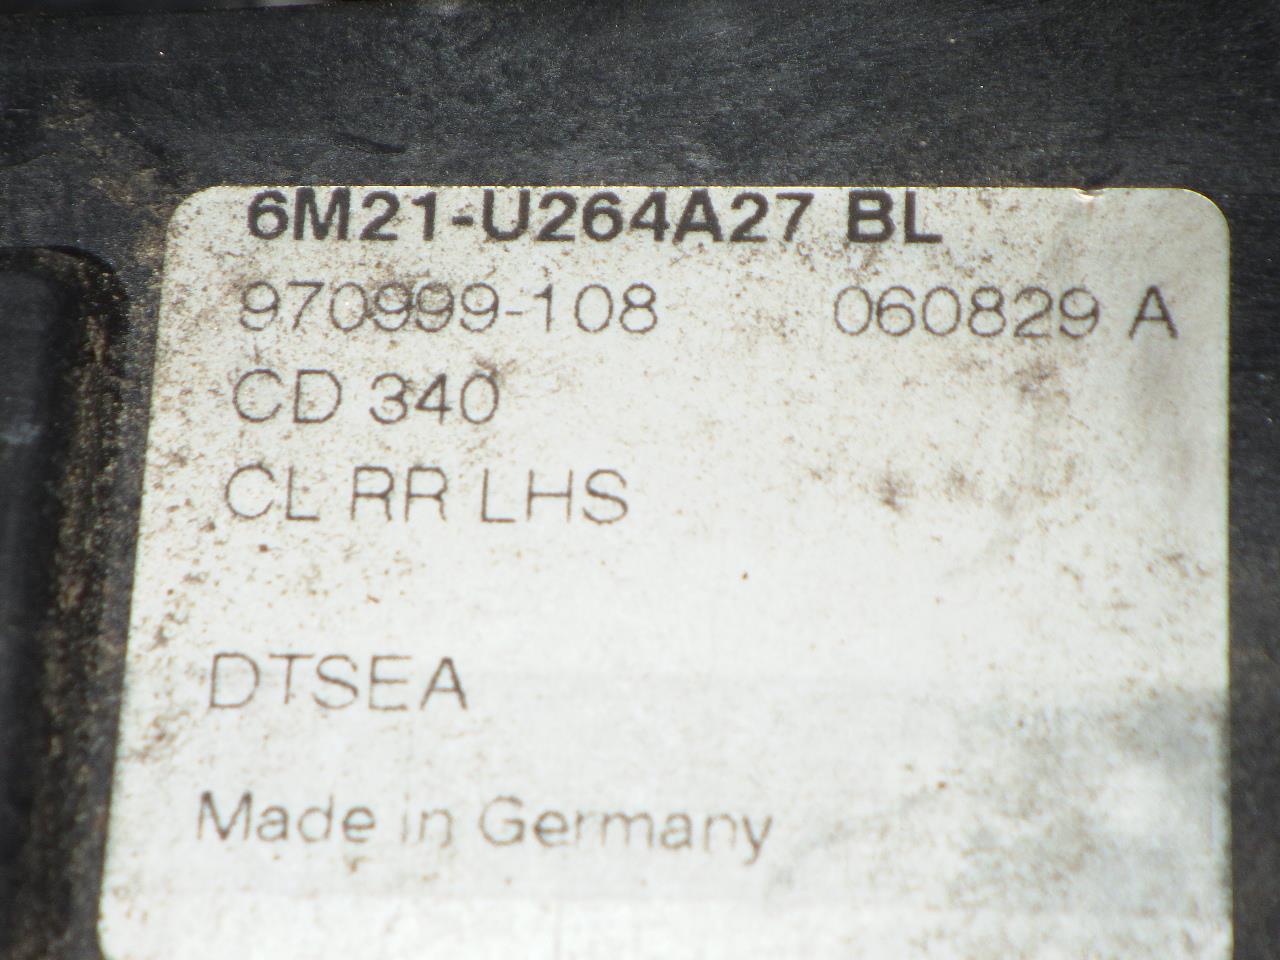 6M21-U264A27 BL
970999-108 060829 A
CD 340
CL RR LHS
DTSEA
Made in Germany